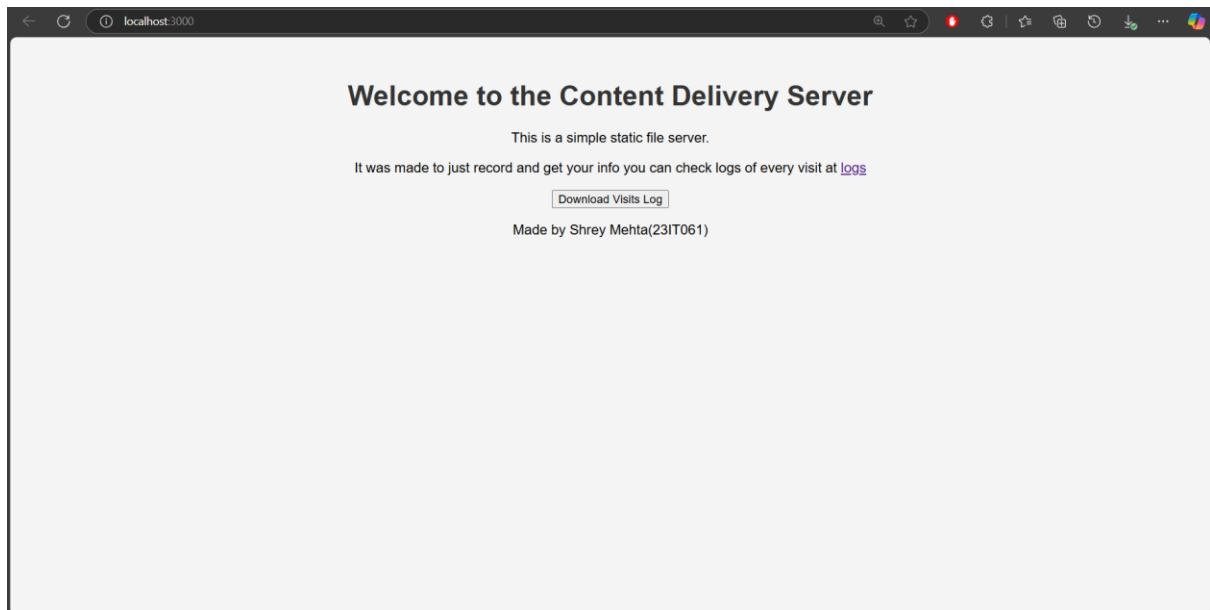 localhost:3000
Welcome to the Content Delivery Server
This is a simple static file server.
It was made to just record and get your info you can check logs of every visit at logs
Download Visits Log
Made by Shrey Mehta(23IT061)